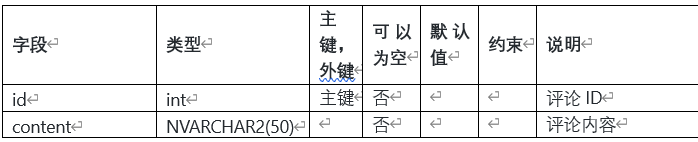 字段 类型 主键，外键 可以为空 默认值 约束 说明
id int 主键 否 评论 ID
content NVARCHAR2(50) 否 评论内容